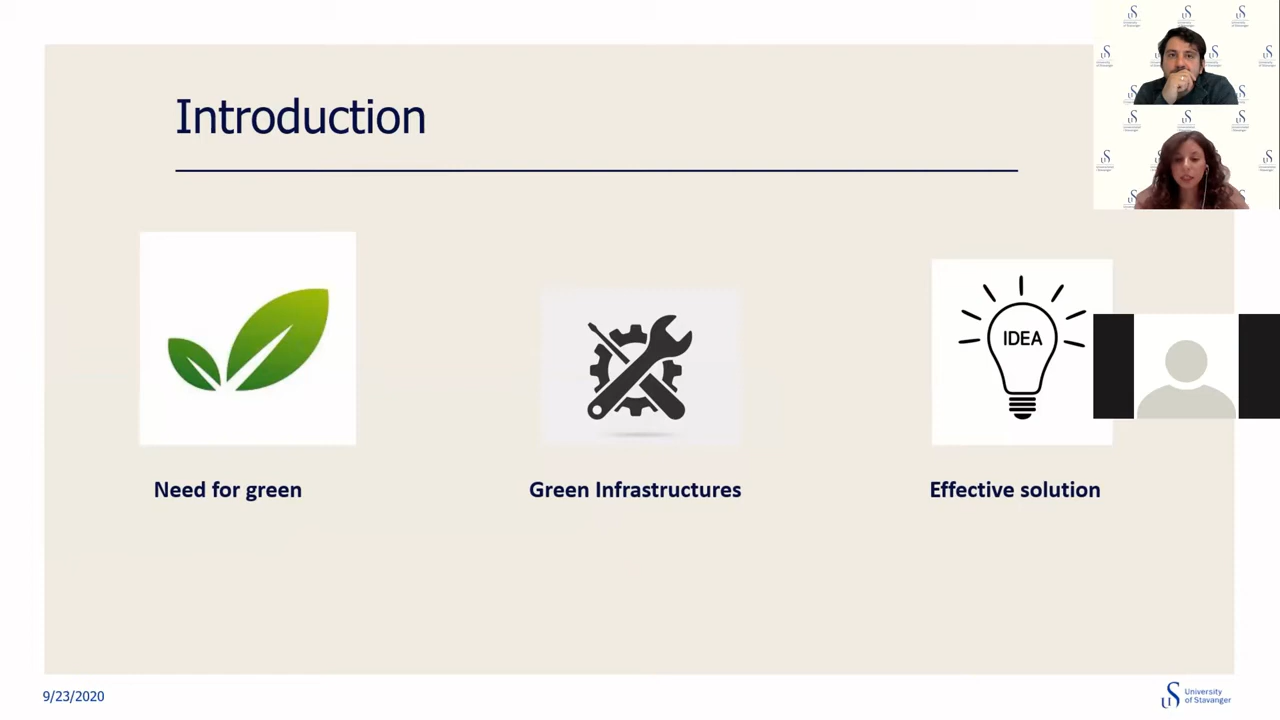 Introduction
IDEA
Need for green
Green Infrastructures
Effective solution
9/23/2020
University
of Stavanger